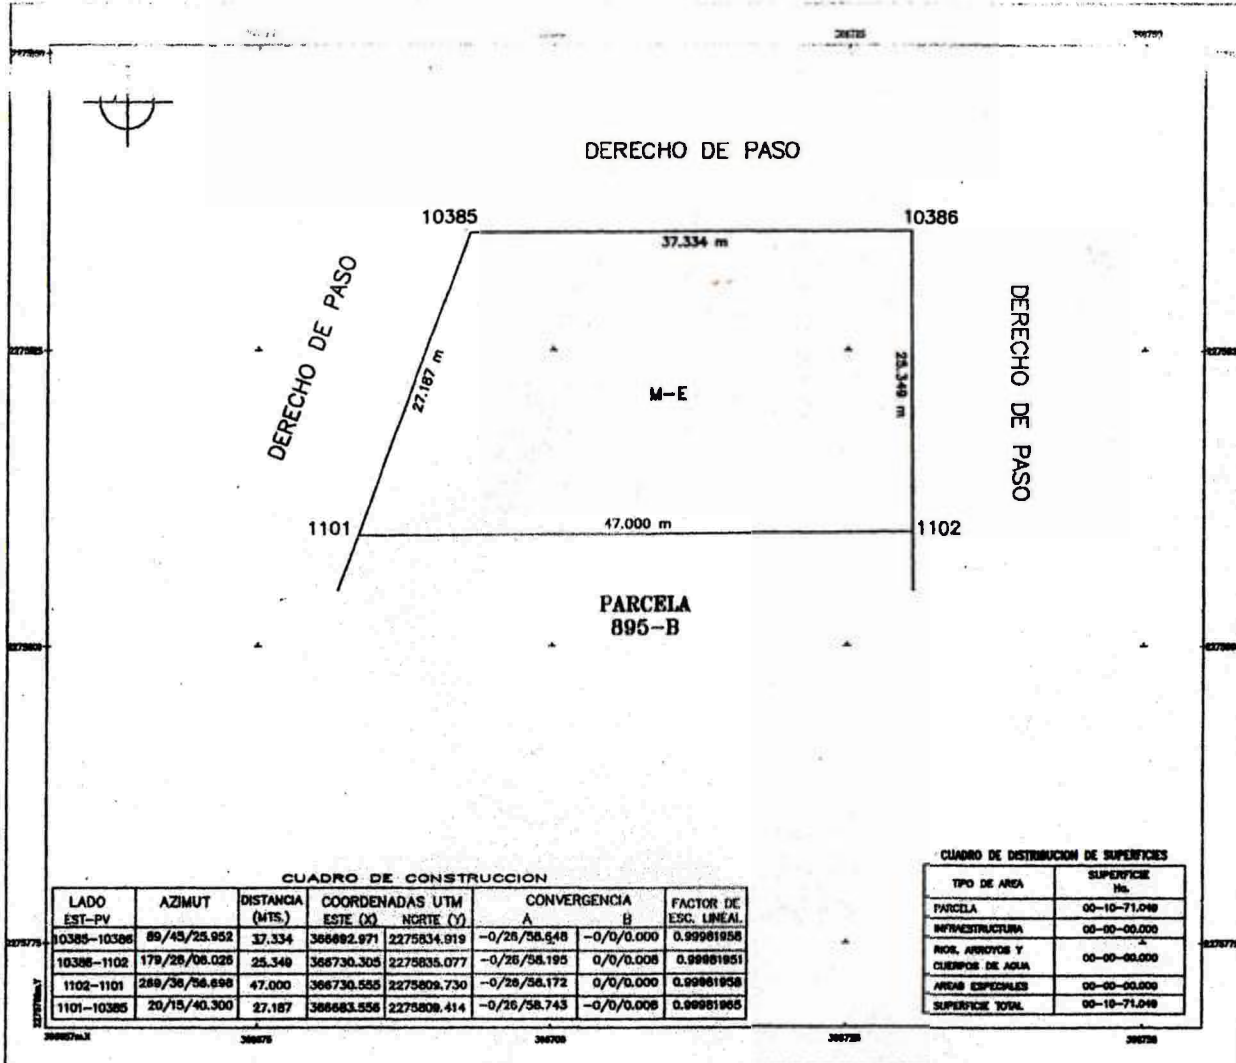 DERECHO DE PASO
10385
10386
37.334 m
DERECHO DE PASO
27.187 m
M-E
25.349 m
DERECHO DE PASO
1101
47.000 m
1102
PARCELA
895-B
CUADRO DE CONSTRUCCION
LADO EST-PV AZIMUT DISTANCIA (MTS.) COORDENADAS UTM ESTE (X) NORTE (Y) CONVERGENCIA A B FACTOR DE ESC. LINEAL
10385-10386 89/45/25.952 37.334 366692.971 2275834.919 -0/26/58.648 -0/0/0.000 0.99981958
10386-1102 179/26/06.026 25.349 366730.305 2275835.077 -0/26/58.195 0/0/0.006 0.99981951
1102-1101 269/36/56.698 47.000 366730.555 2275809.730 -0/26/58.172 0/0/0.000 0.99981958
1101-10385 20/15/40.300 27.187 366683.556 2275809.414 -0/26/58.743 -0/0/0.006 0.99981965
CUADRO DE DISTRIBUCION DE SUPERFICIES
TIPO DE AREA SUPERFICIE Ha.
PARCELA 00-10-71.049
INFRAESTRUCTURA 00-00-00.000
RIOS, ARROYOS Y
CUERPOS DE AGUA 00-00-00.000
AREAS ESPECIALES 00-00-00.000
SUPERFICIE TOTAL 00-10-71.049
366675
366700
366725
366750